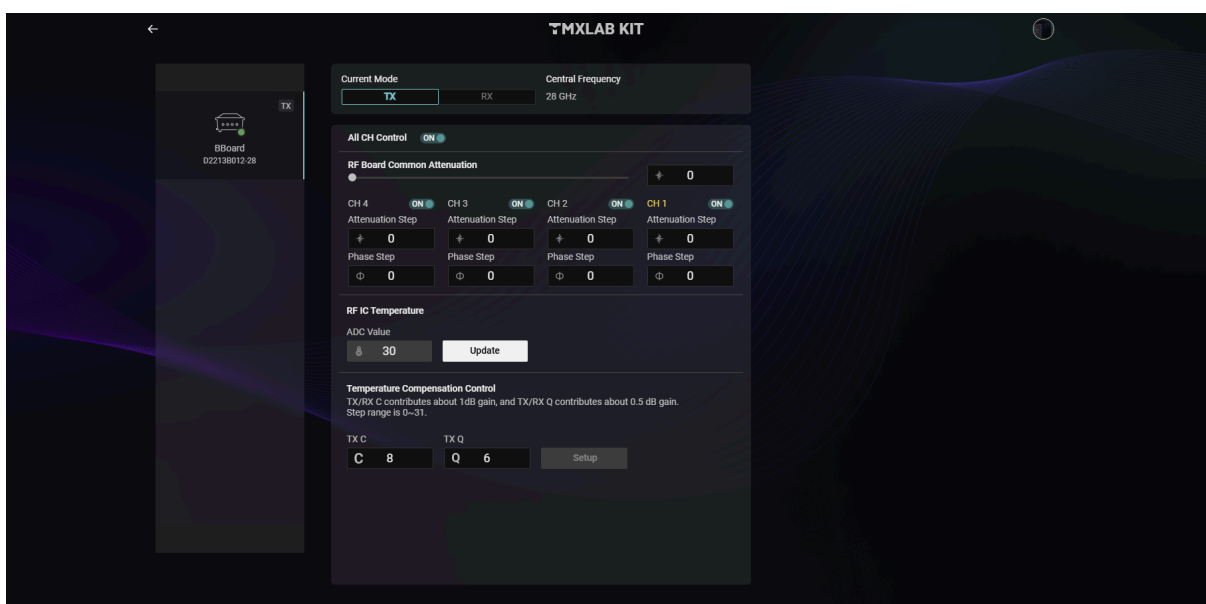 TMXLAB KIT
Current Mode
Central Frequency
TX
RX
28 GHz
TX
BBoard
D2213B012-28
All CH Control ON
RF Board Common Attenuation
0
CH 4 ON CH 3 ON CH 2 ON CH 1 ON
Attenuation Step Attenuation Step Attenuation Step Attenuation Step
0 0 0 0
Phase Step Phase Step Phase Step Phase Step
Φ 0 Φ 0 Φ 0 Φ 0
RF IC Temperature
ADC Value
30 Update
Temperature Compensation Control
TX/RX C contributes about 1dB gain, and TX/RX Q contributes about 0.5 dB gain.
Step range is 0~31.
TX C TX Q
C 8 Q 6 Setup